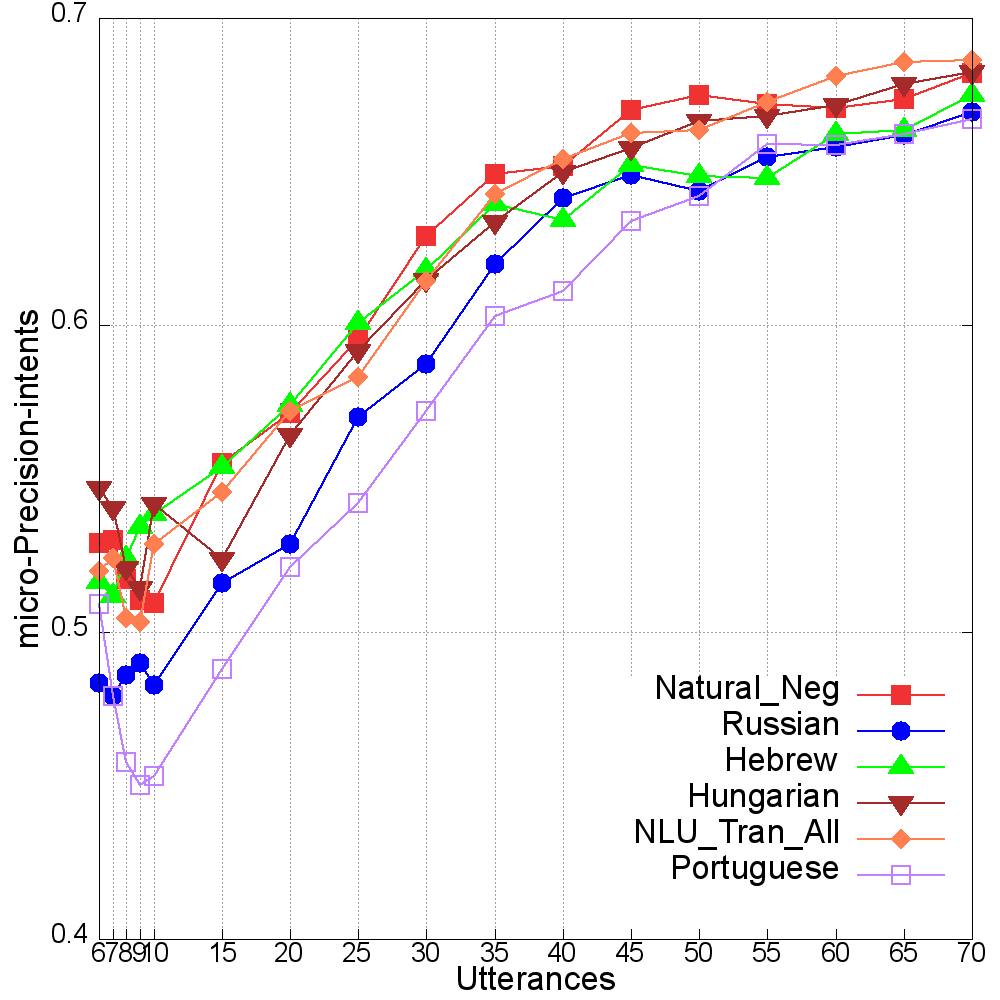 0.7
0.6
0.5
0.4
micro-Precision-intents
Natural_Neg
Russian
Hebrew
Hungarian
NLU_Tran_All
Portuguese
6 7 8 9 10 15 20 25 30 35 40 45 50 55 60 65 70
Utterances